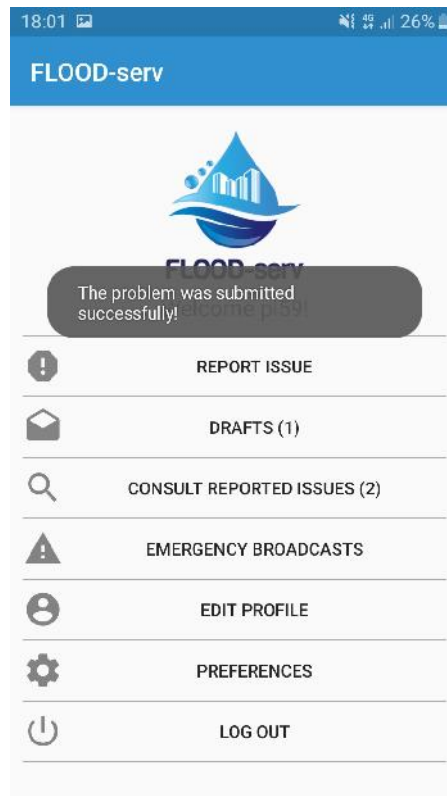 18:01 4G 26%
FLOOD-serv
FLOOD-serv
The problem was submitted
successfully!
REPORT ISSUE
DRAFTS (1)
CONSULT REPORTED ISSUES (2)
EMERGENCY BROADCASTS
EDIT PROFILE
PREFERENCES
LOG OUT